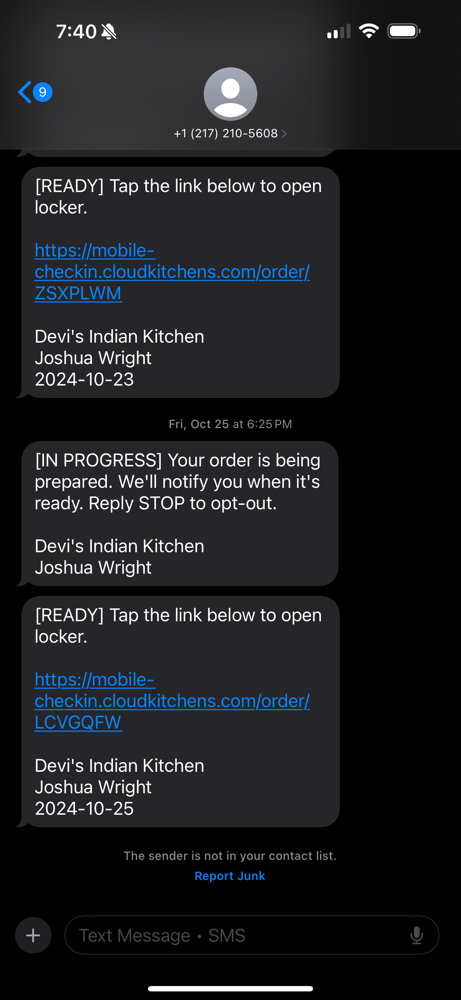 7:40
9
+1 (217) 210-5608
[READY] Tap the link below to open
locker.
https://mobile-
checkin.cloudkitchens.com/order/
ZSXPLWM
Devi's Indian Kitchen
Joshua Wright
2024-10-23
Fri, Oct 25 at 6:25 PM
[IN PROGRESS] Your order is being
prepared. We'll notify you when it's
ready. Reply STOP to opt-out.
Devi's Indian Kitchen
Joshua Wright
[READY] Tap the link below to open
locker.
https://mobile-
checkin.cloudkitchens.com/order/
LCVGQFW
Devi's Indian Kitchen
Joshua Wright
2024-10-25
The sender is not in your contact list.
Report Junk
Text Message • SMS